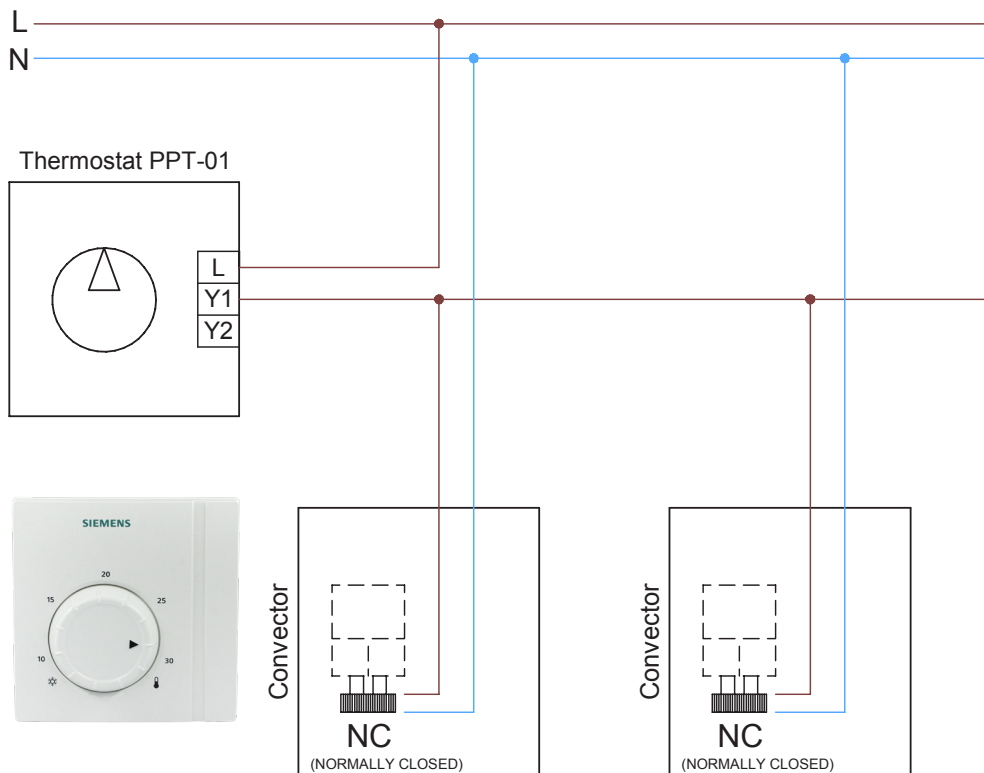 L
N
Thermostat PPT-01
L
Y1
Y2
SIEMENS
20
15
25
10
30
Convector
NC
(NORMALLY CLOSED)
Convector
NC
(NORMALLY CLOSED)